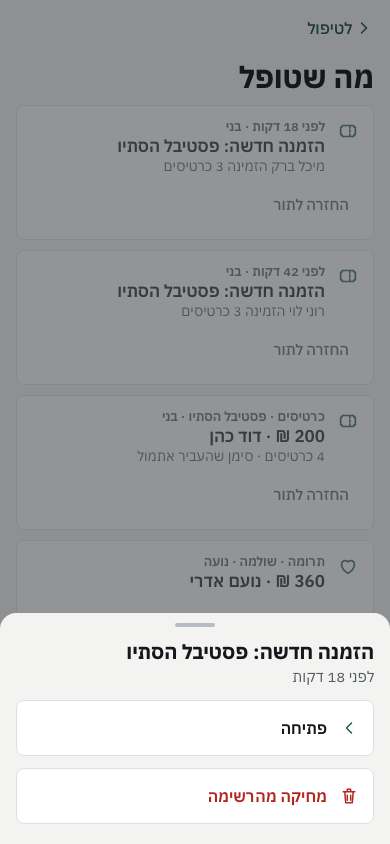 לטיפול
מה שטופל
לפני 18 דקות · בני
הזמנה חדשה: פסטיבל הסתיו
מיכל ברק הזמינה 3 כרטיסים
החזרה לתור
לפני 42 דקות · בני
הזמנה חדשה: פסטיבל הסתיו
רוני לוי הזמינה 3 כרטיסים
החזרה לתור
כרטיסים · פסטיבל הסתיו · בני
200 ₪ · דוד כהן
4 כרטיסים · סימן שהעביר אתמול
החזרה לתור
תרומה · שולמה · נועה
360 ₪ · נועם אדרי
הזמנה חדשה: פסטיבל הסתיו
לפני 18 דקות
פתיחה
מחיקה מהרשימה